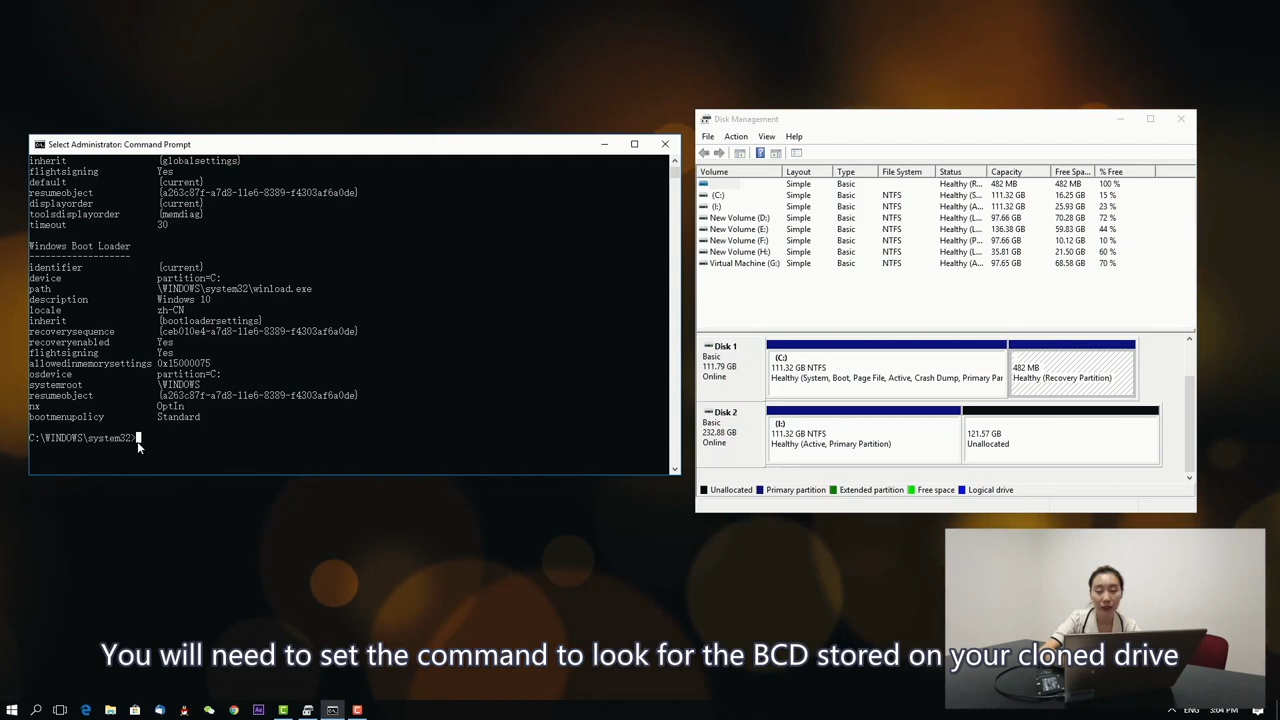 Select Administrator: Command Prompt
inherit {globalsettings}
flightsigning Yes
default {current}
resumeobject {a263c87f-a7d8-11e6-8389-f4303af6a0de}
displayorder {current}
toolsdisplayorder {memdiag}
timeout 30
Windows Boot Loader
-------------------
identifier {current}
device partition=C:
path \WINDOWS\system32\winload.exe
description Windows 10
locale zh-CN
inherit {bootloadersettings}
recoverysequence {ceb010e4-a7d8-11e6-8389-f4303af6a0de}
recoveryenabled Yes
flightsigning Yes
allowedinmemorysettings 0x15000075
osdevice partition=C:
systemroot \WINDOWS
resumeobject {a263c87f-a7d8-11e6-8389-f4303af6a0de}
nx OptIn
bootmenupolicy Standard
C:\WINDOWS\system32>
Disk Management
File Action View Help
Volume Layout Type File System Status Capacity Free Spa... % Free
Simple Basic Healthy (R... 482 MB 482 MB 100 %
(C:) Simple Basic NTFS Healthy (S... 111.32 GB 16.25 GB 15 %
(I:) Simple Basic NTFS Healthy (A... 111.32 GB 25.93 GB 23 %
New Volume (D:) Simple Basic NTFS Healthy (L... 97.66 GB 70.28 GB 72 %
New Volume (E:) Simple Basic NTFS Healthy (L... 136.38 GB 59.83 GB 44 %
New Volume (F:) Simple Basic NTFS Healthy (P... 97.66 GB 10.12 GB 10 %
New Volume (H:) Simple Basic NTFS Healthy (L... 35.81 GB 21.50 GB 60 %
Virtual Machine (G:) Simple Basic NTFS Healthy (A... 97.65 GB 68.58 GB 70 %
Disk 1
Basic
111.79 GB
Online
(C:)
111.32 GB NTFS
Healthy (System, Boot, Page File, Active, Crash Dump, Primary Par
482 MB
Healthy (Recovery Partition)
Disk 2
Basic
232.88 GB
Online
(I:)
111.32 GB NTFS
Healthy (Active, Primary Partition)
121.57 GB
Unallocated
Unallocated Primary partition Extended partition Free space Logical drive
You will need to set the command to look for the BCD stored on your cloned drive
Ae
ENG 3:04 PM